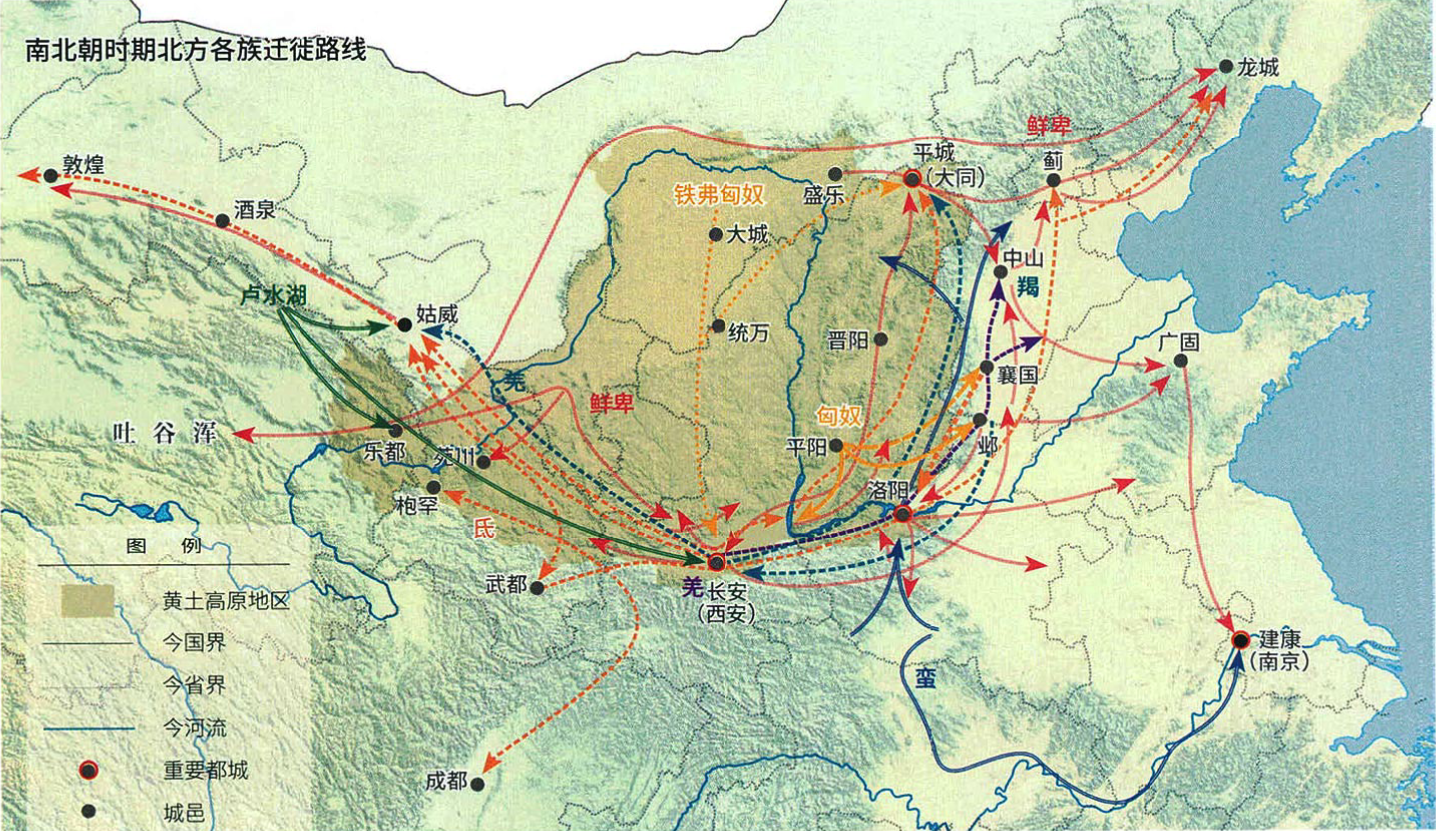 南北朝时期北方各族迁徙路线
龙城
鲜卑
敦煌
平城
(大同)
蓟
铁弗匈奴
盛乐
酒泉
大城
中山
羯
卢水湖
姑臧
统万
晋阳
广固
襄国
羌
鲜卑
匈奴
吐谷浑
乐都
苑川
平阳
邺
枹罕
洛阳
氐
图 例
武都
羌
长安
(西安)
黄土高原地区
今国界
建康
(南京)
今省界
蛮
今河流
重要都城
成都
城邑